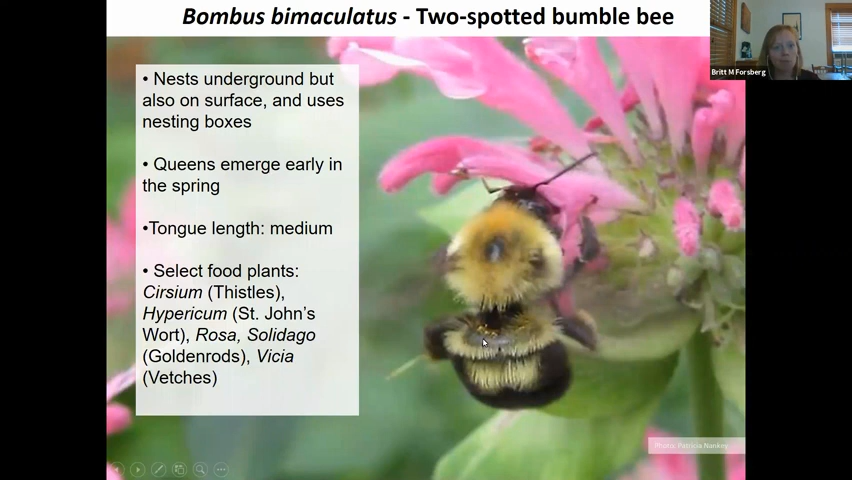 Bombus bimaculatus - Two-spotted bumble bee
Britt M Forsberg
• Nests underground but
also on surface, and uses
nesting boxes
• Queens emerge early in
the spring
•Tongue length: medium
• Select food plants:
Cirsium (Thistles),
Hypericum (St. John's
Wort), Rosa, Solidago
(Goldenrods), Vicia
(Vetches)
Photo: Patricia Nankey